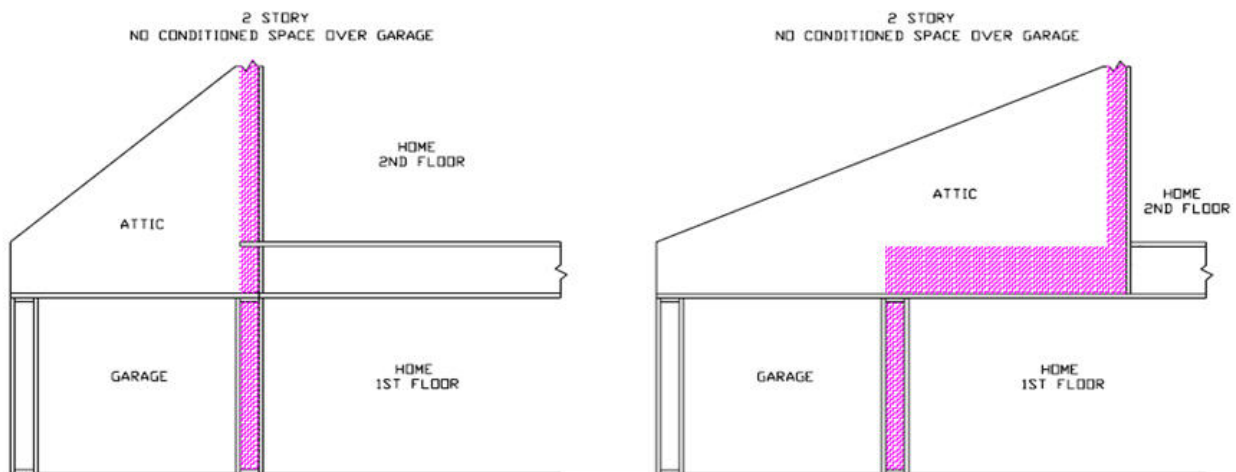 2 STORY
NO CONDITIONED SPACE OVER GARAGE
HOME
2ND FLOOR
ATTIC
GARAGE
HOME
1ST FLOOR
2 STORY
NO CONDITIONED SPACE OVER GARAGE
ATTIC
HOME
2ND FLOOR
GARAGE
HOME
1ST FLOOR